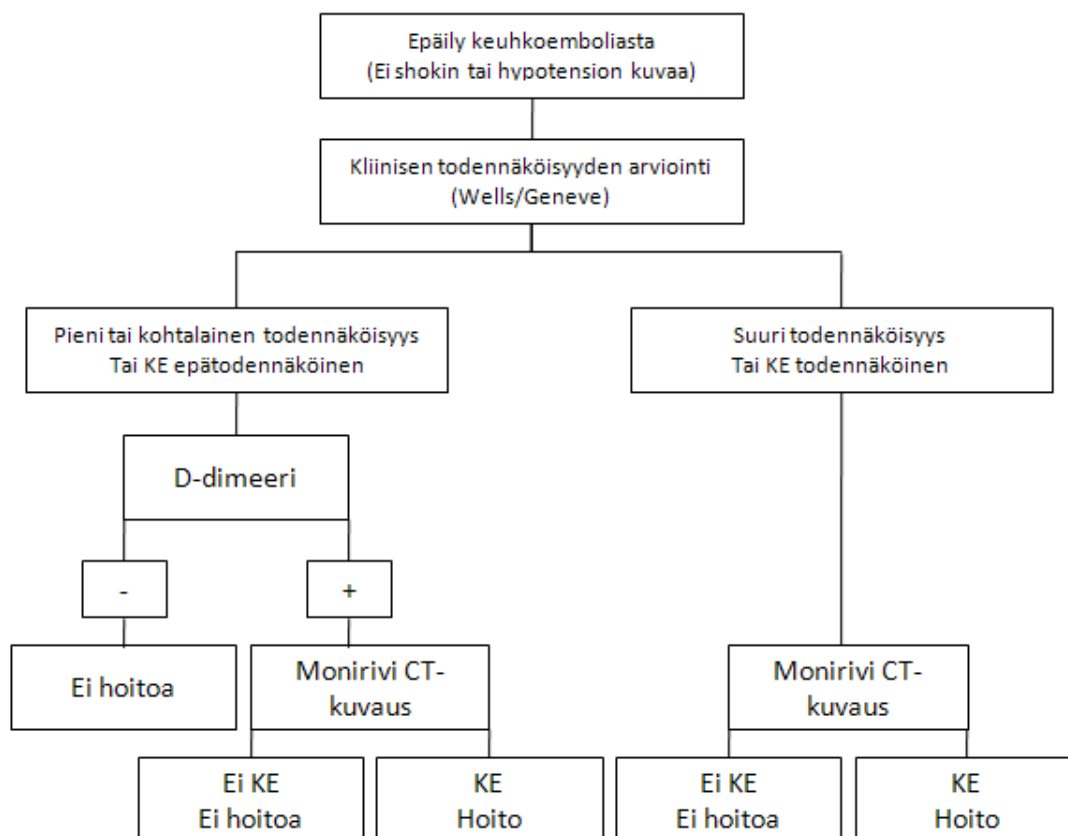 Epäily keuhkoemboliasta
(Ei shokin tai hypotension kuvaa)
Kliinisen todennäköisyyden arviointi
(Wells/Geneve)
Pieni tai kohtalainen todennäköisyys
Tai KE epätodennäköinen
Suuri todennäköisyys
Tai KE todennäköinen
D-dimeeri
-
+
Ei hoitoa
Monirivi CT-
kuvaus
Monirivi CT-
kuvaus
Ei KE
Ei hoitoa
KE
Hoito
Ei KE
Ei hoitoa
KE
Hoito